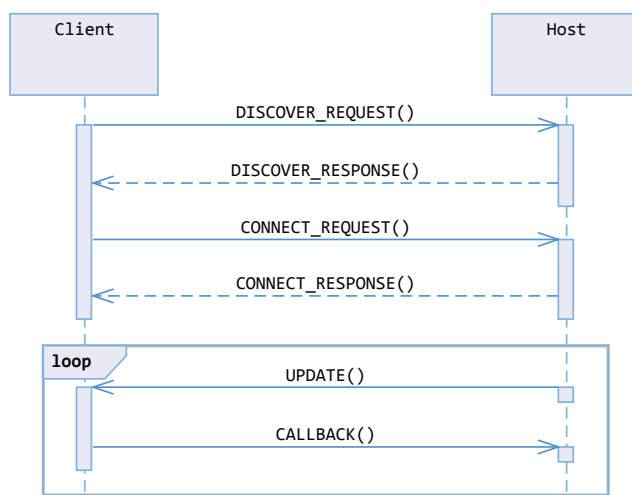 Client
Host
DISCOVER_REQUEST()
DISCOVER_RESPONSE()
CONNECT_REQUEST()
CONNECT_RESPONSE()
loop
UPDATE()
CALLBACK()